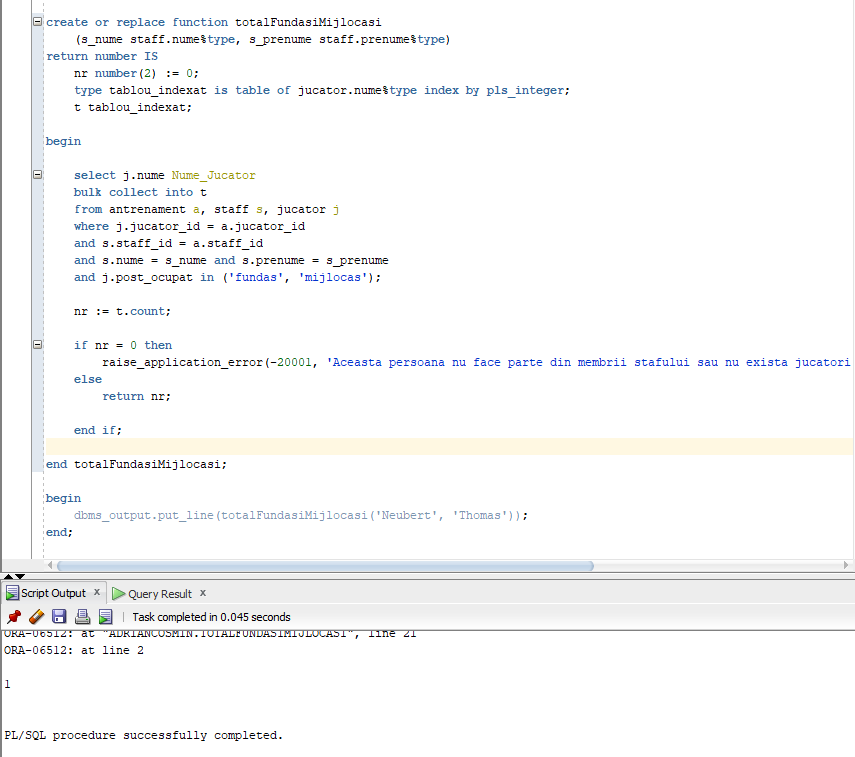 create or replace function totalFundasiMijlocasi
(s_nume staff.nume%type, s_prenume staff.prenume%type)
return number IS
nr number(2) := 0;
type tablou_indexat is table of jucator.nume%type index by pls_integer;
t tablou_indexat;
begin
select j.nume Nume_Jucator
bulk collect into t
from antrenament a, staff s, jucator j
where j.jucator_id = a.jucator_id
and s.staff_id = a.staff_id
and s.nume = s_nume and s.prenume = s_prenume
and j.post_ocupat in ('fundas', 'mijlocas');
nr := t.count;
if nr = 0 then
raise_application_error(-20001, 'Aceasta persoana nu face parte din membrii stafului sau nu exista jucatori
else
return nr;
end if;
end totalFundasiMijlocasi;
begin
dbms_output.put_line(totalFundasiMijlocasi('Neubert', 'Thomas'));
end;
Script Output x
Query Result x
Task completed in 0.045 seconds
ORA-06512: at "ADRIANCOSMIN.TOTALFUNDASIMIJLOCASI", line 21
ORA-06512: at line 2
1
PL/SQL procedure successfully completed.